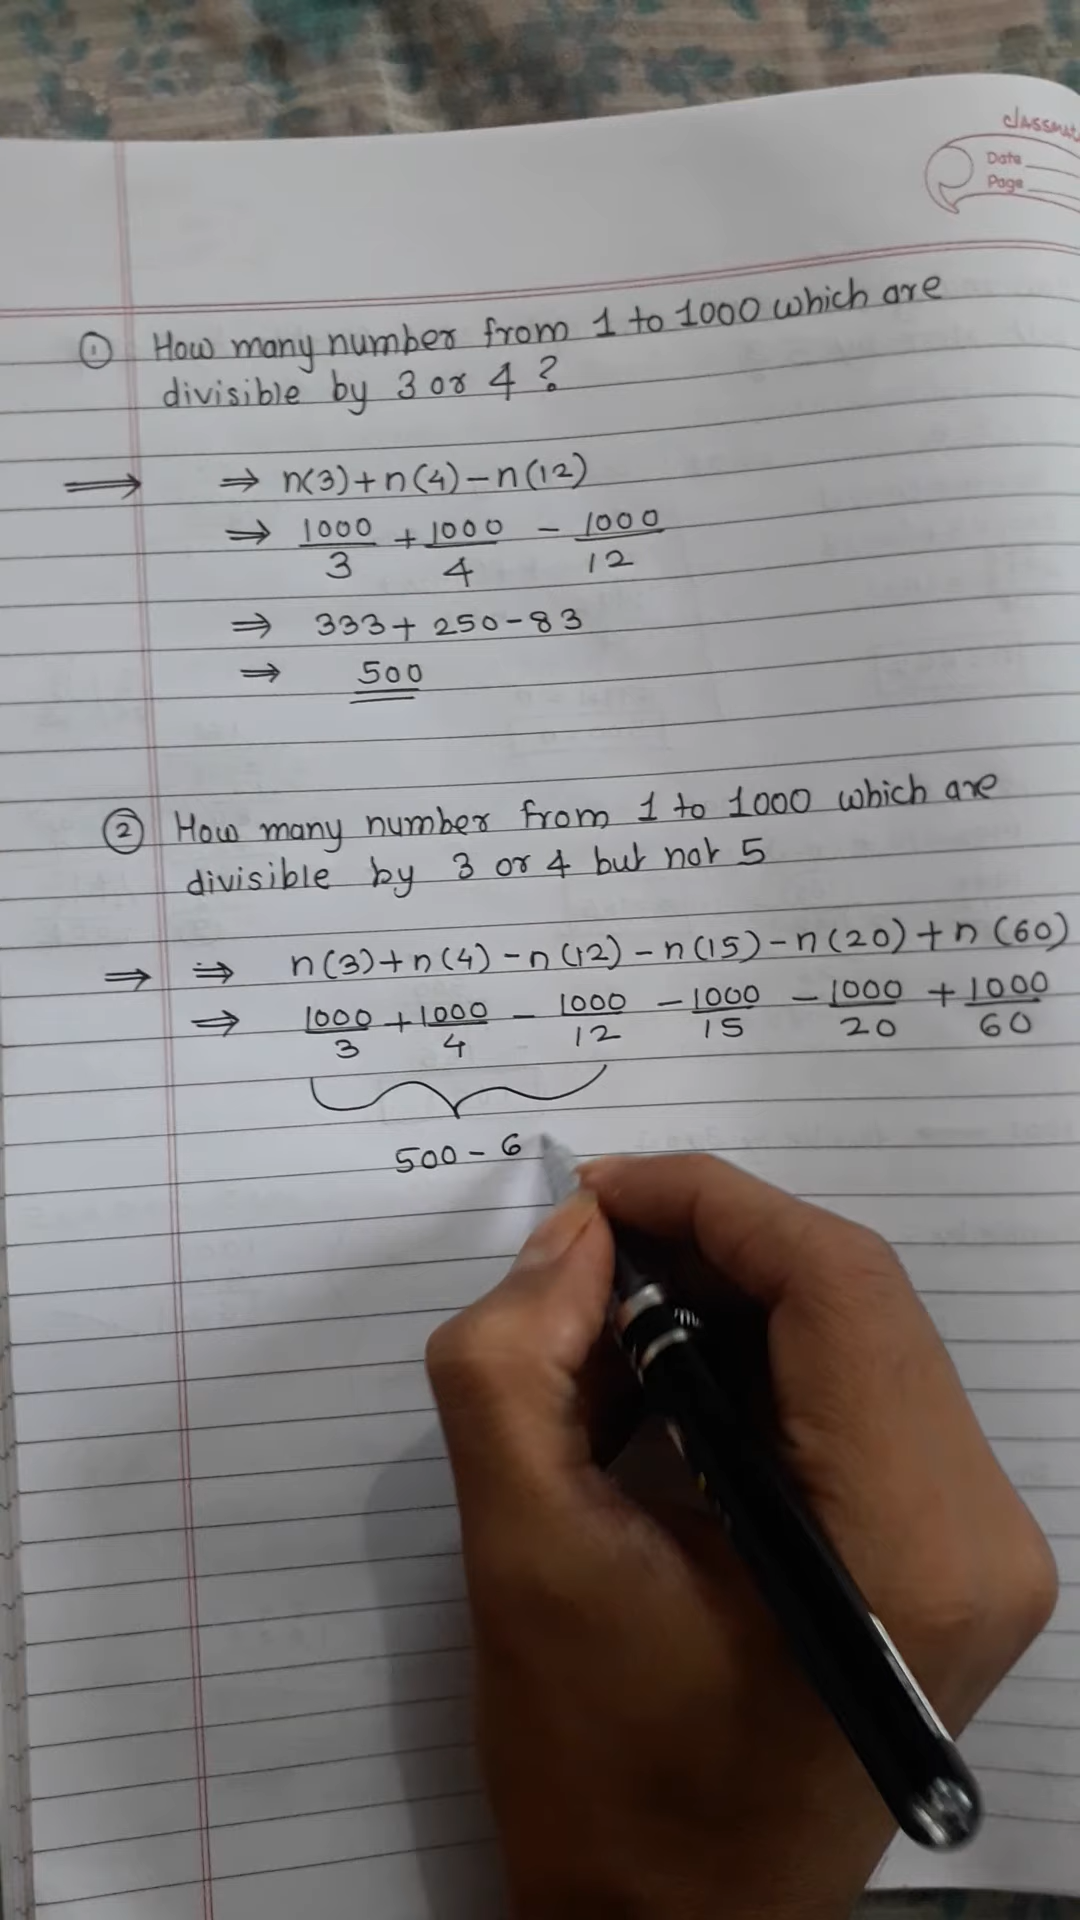 classmat
Date
Page
① How many number from 1 to 1000 which are
divisible by 3 or 4 ?
⟹ ⇒ n(3)+n(4)-n(12)
⇒ 1000/3 + 1000/4 - 1000/12
⇒ 333+ 250-83
⇒ 500
② How many number from 1 to 1000 which are
divisible by 3 or 4 but not 5
⇒ ⇒ n(3)+n(4)-n(12)-n(15)-n(20)+n(60)
⇒ 1000/3 + 1000/4 - 1000/12 - 1000/15 - 1000/20 + 1000/60
500 - 6